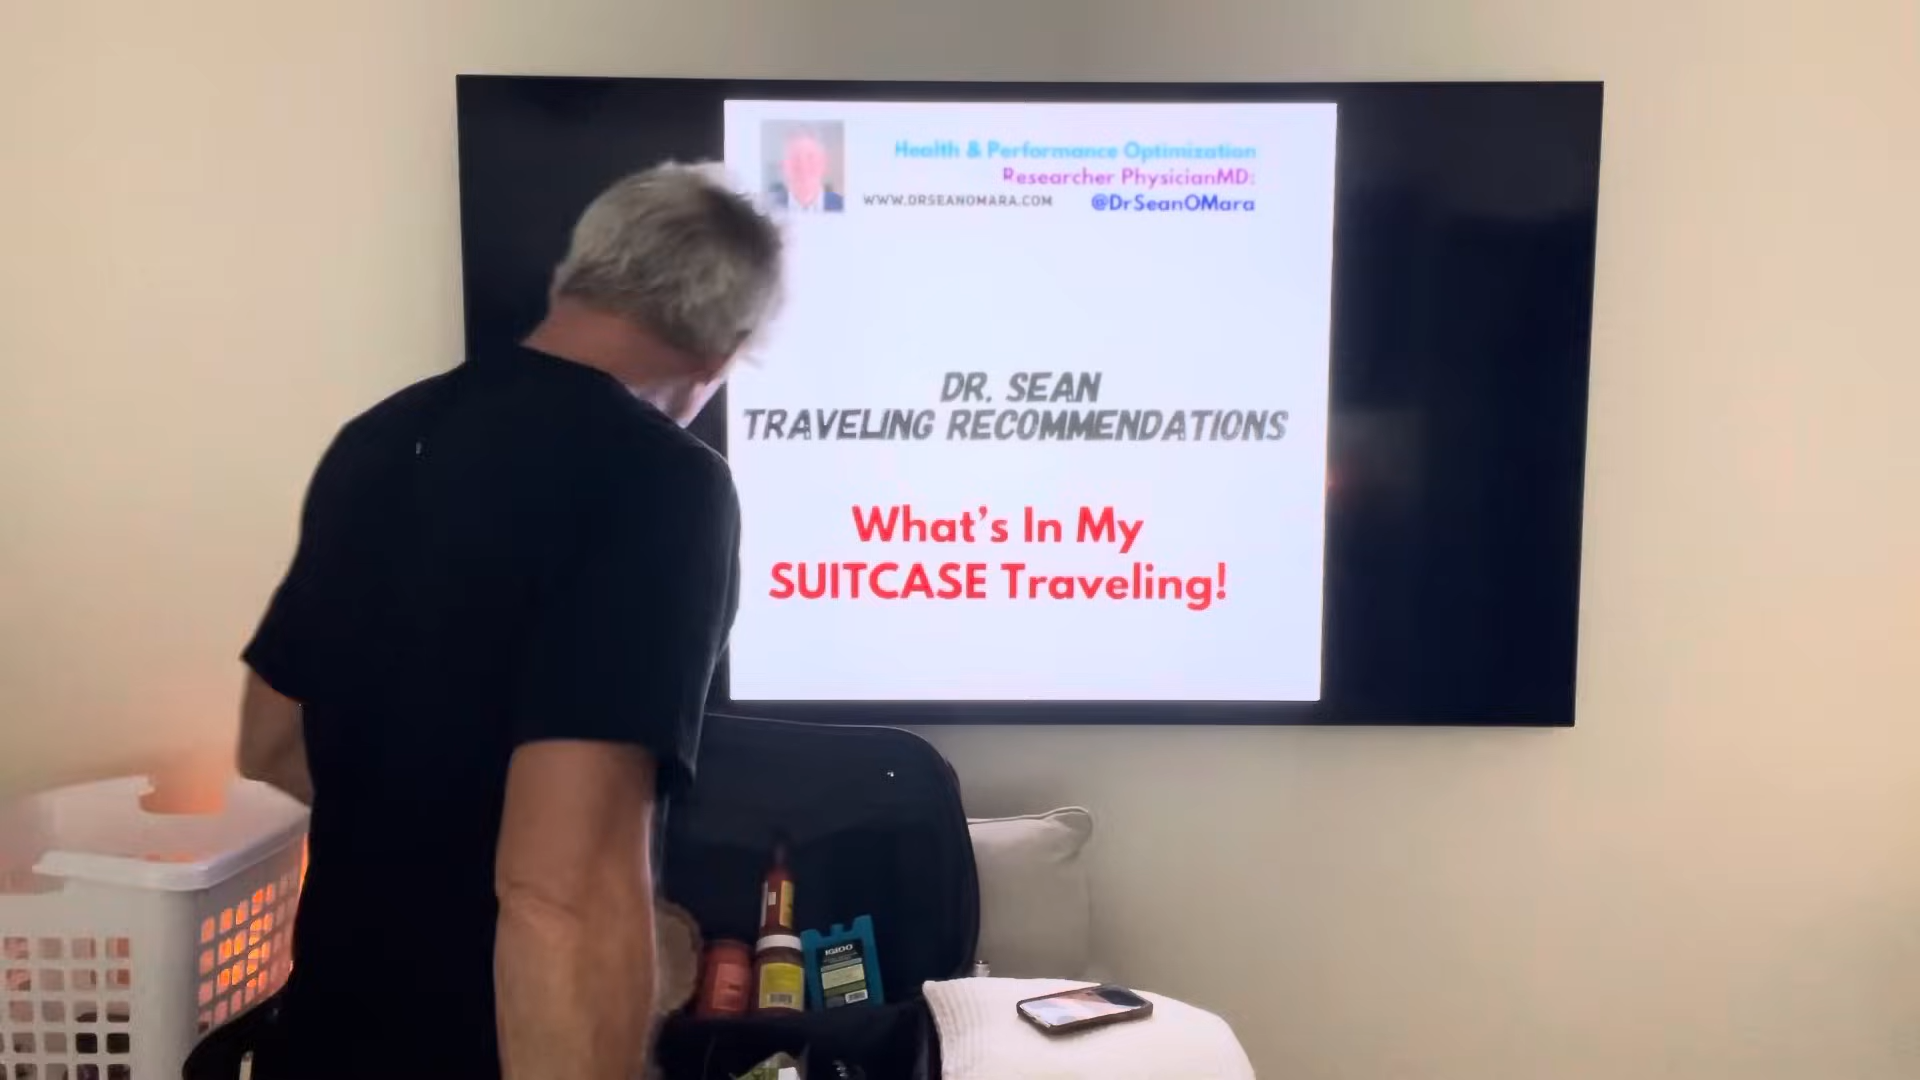 Health & Performance Optimization
Researcher PhysicianMD:
WWW.DRSEANOMARA.COM @DrSeanOMara
DR. SEAN
TRAVELING RECOMMENDATIONS
What's In My
SUITCASE Traveling!
IGLOO